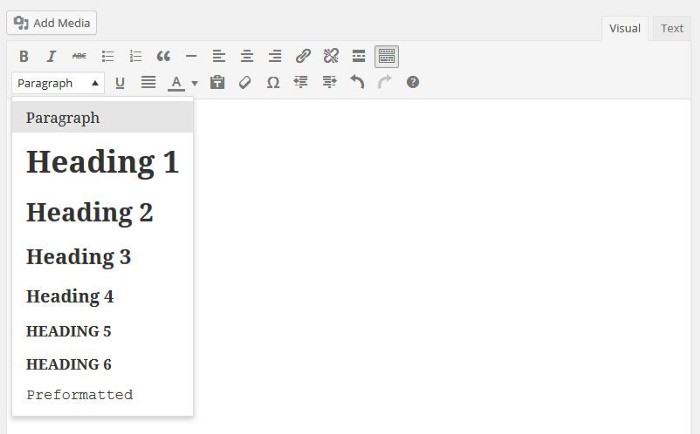 Add Media
Visual Text
B I ABC
Paragraph U A
Paragraph
Heading 1
Heading 2
Heading 3
Heading 4
HEADING 5
HEADING 6
Preformatted